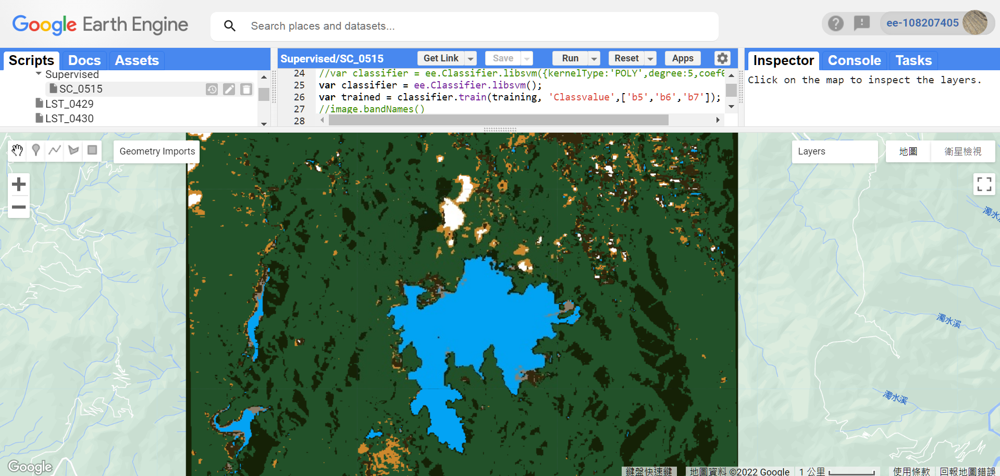 Google Earth Engine
Search places and datasets...
ee-108207405
Scripts
Docs
Assets
Supervised
SC_0515
LST_0429
LST_0430
Supervised/SC_0515
Get Link
Save
Run
Reset
Apps
24 //var classifier = ee.Classifier.libsvm({kernelType:'POLY',degree:5,coef
25 var classifier = ee.Classifier.libsvm();
26 var trained = classifier.train(training, 'Classvalue',['b5','b6','b7']);
27 //image.bandNames()
28
Inspector
Console
Tasks
Click on the map to inspect the layers.
Geometry Imports
Layers
地圖
衛星檢視
濁水
濁水溪
濁水溪
Google
鍵盤快速鍵
地圖資料 ©2022 Google
1 公里
使用條款
回報地圖錯誤